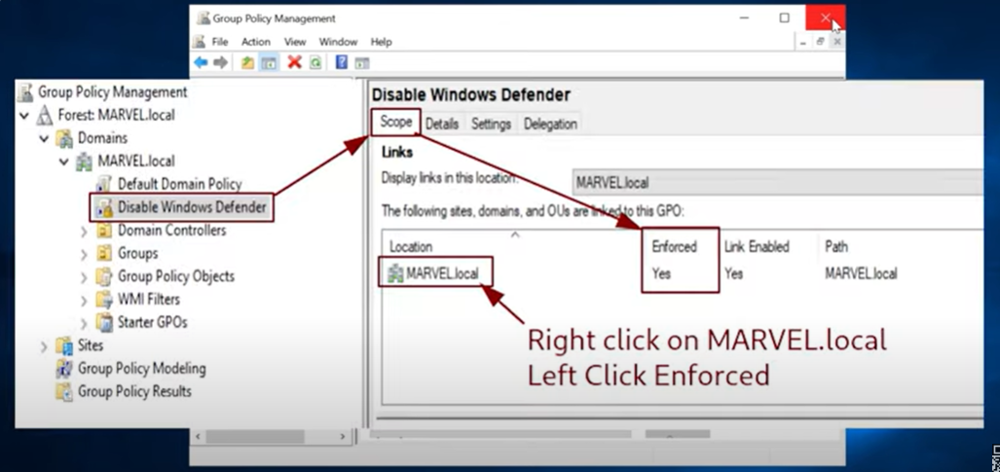 Group Policy Management
File Action View Window Help
Group Policy Management
Forest: MARVEL.local
Domains
MARVEL.local
Default Domain Policy
Disable Windows Defender
Domain Controllers
Groups
Group Policy Objects
WMI Filters
Starter GPOs
Sites
Group Policy Modeling
Group Policy Results
Disable Windows Defender
Scope Details Settings Delegation
Links
Display links in this location: MARVEL.local
The following sites, domains, and OUs are linked to this GPO:
Location Enforced Link Enabled Path
MARVEL.local Yes Yes MARVEL.local
Right click on MARVEL.local
Left Click Enforced